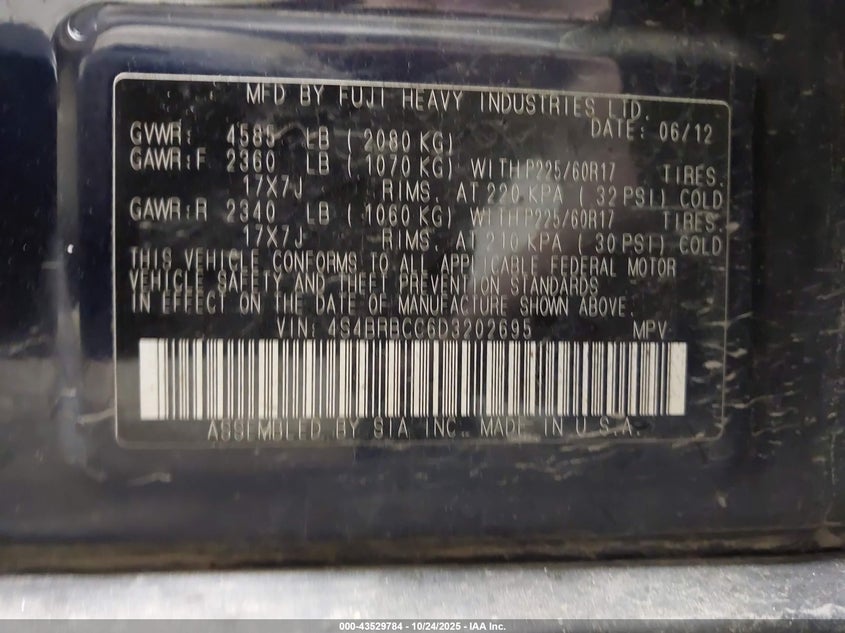 MFD BY FUJI HEAVY INDUSTRIES LTD.
DATE: 06/12
GVWR: 4585 LB ( 2080 KG)
GAWR:F 2360 LB ( 1070 KG) WITH P225/60R17 TIRES.
17X7J RIMS. AT 220 KPA ( 32 PSI) COLD
GAWR:R 2340 LB ( 1060 KG) WITH P225/60R17 TIRES.
17X7J RIMS. AT 210 KPA ( 30 PSI) COLD
THIS VEHICLE CONFORMS TO ALL APPLICABLE FEDERAL MOTOR
VEHICLE SAFETY AND THEFT PREVENTION STANDARDS
IN EFFECT ON THE DATE OF MANUFACTURE SHOWN ABOVE.
VIN: 4S4BRBCC6D3202695 MPV
ASSEMBLED BY SIA INC. MADE IN U.S.A.
000-43529784 - 10/24/2025 - IAA Inc.